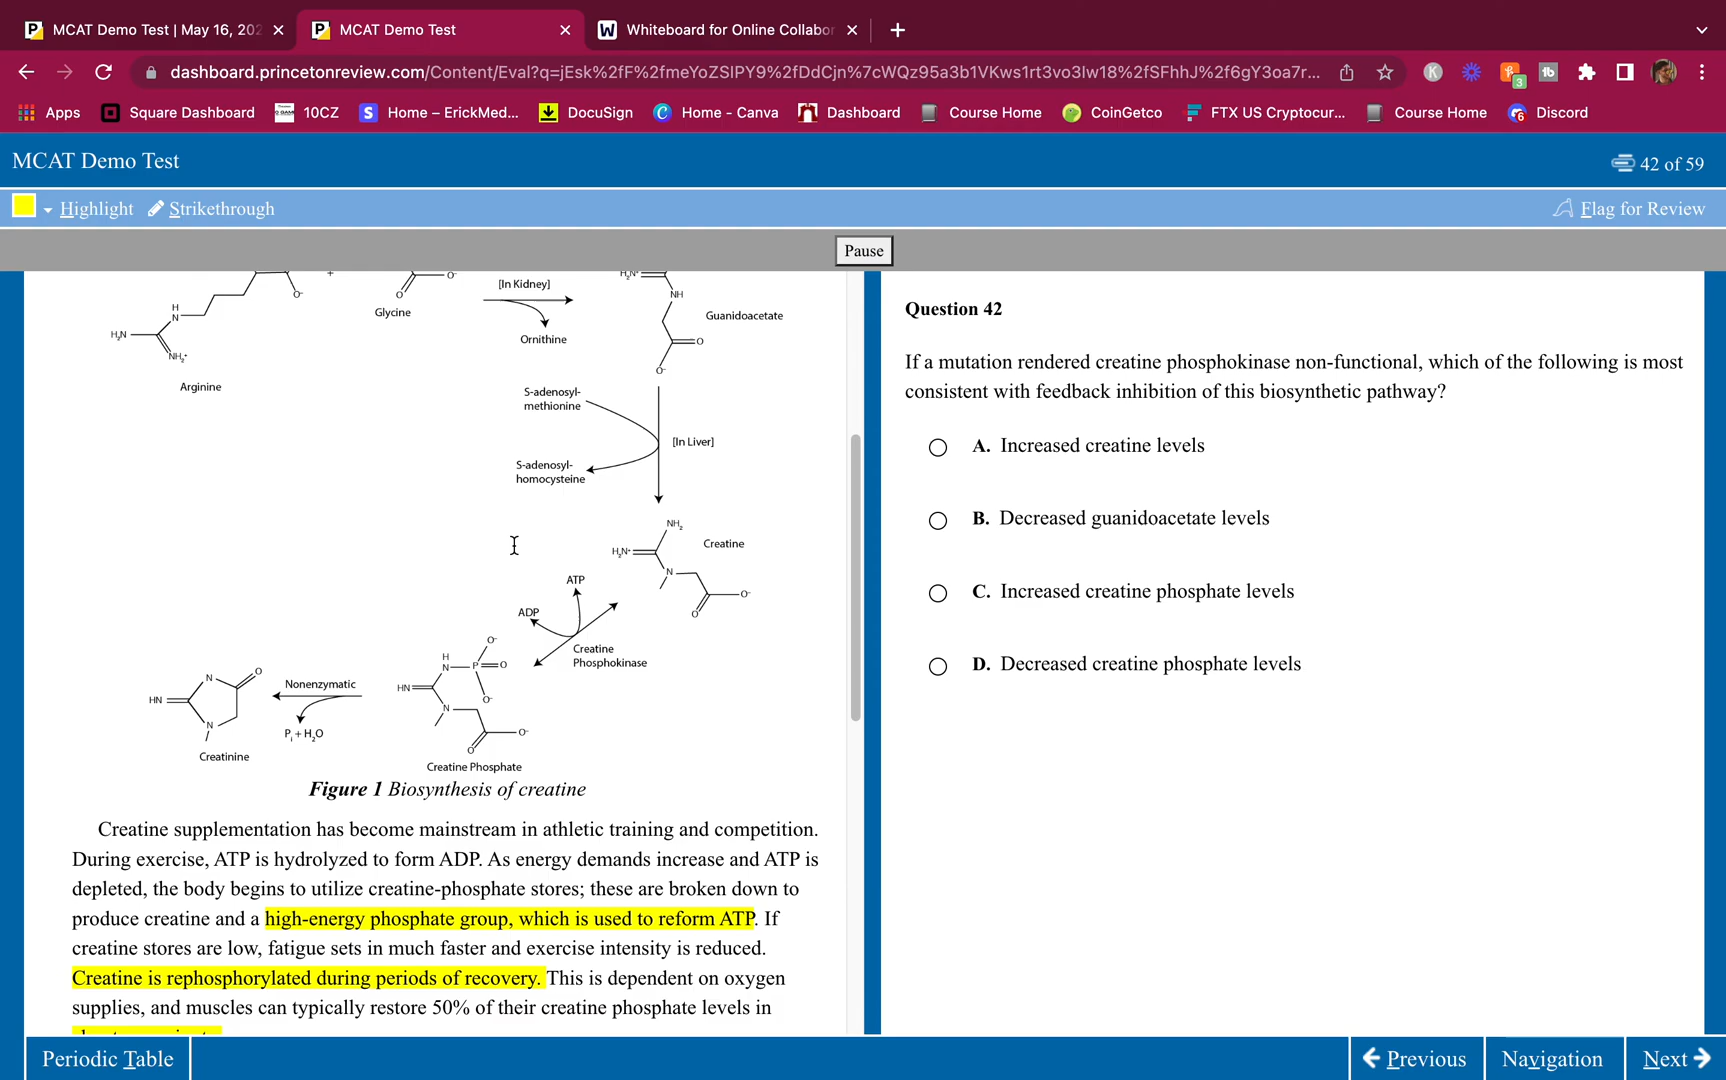 MCAT Demo Test | May 16, 202
MCAT Demo Test
Whiteboard for Online Collabor
dashboard.princetonreview.com/Content/Eval?q=jEsk%2fF%2fmeYoZSIPY9%2fDdCjn%7cWQz95a3b1VKws1rt3vo3lw18%2fSFhhJ%2f6gY3oa7r...
Apps
Square Dashboard
10CZ
Home – ErickMed...
DocuSign
Home - Canva
Dashboard
Course Home
CoinGetco
FTX US Cryptocur...
Course Home
Discord
MCAT Demo Test
42 of 59
Highlight
Strikethrough
Flag for Review
Pause
H
N
H₂N
NH₂⁺
O⁻
Arginine
+
O⁻
O
Glycine
[In Kidney]
Ornithine
H₂N⁺
NH
O
O⁻
Guanidoacetate
S-adenosyl-
methionine
[In Liver]
S-adenosyl-
homocysteine
NH₂
H₂N⁺
N
O⁻
O
Creatine
ATP
ADP
Creatine
Phosphokinase
O⁻
H
N
P
O
O⁻
HN
N
O⁻
O
Creatine Phosphate
Nonenzymatic
Pᵢ + H₂O
N
O
HN
N
Creatinine
Figure 1 Biosynthesis of creatine
Creatine supplementation has become mainstream in athletic training and competition.
During exercise, ATP is hydrolyzed to form ADP. As energy demands increase and ATP is
depleted, the body begins to utilize creatine-phosphate stores; these are broken down to
produce creatine and a high-energy phosphate group, which is used to reform ATP. If
creatine stores are low, fatigue sets in much faster and exercise intensity is reduced.
Creatine is rephosphorylated during periods of recovery. This is dependent on oxygen
supplies, and muscles can typically restore 50% of their creatine phosphate levels in
Question 42
If a mutation rendered creatine phosphokinase non-functional, which of the following is most
consistent with feedback inhibition of this biosynthetic pathway?
A. Increased creatine levels
B. Decreased guanidoacetate levels
C. Increased creatine phosphate levels
D. Decreased creatine phosphate levels
Periodic Table
Previous
Navigation
Next